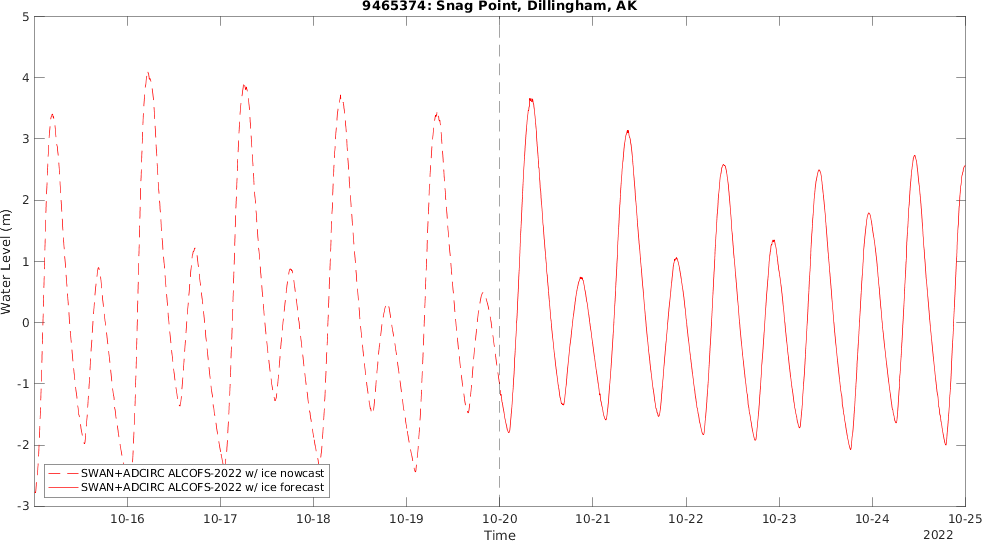 9465374: Snag Point, Dillingham, AK
5
4
3
2
1
0
-1
-2
-3
Water Level (m)
SWAN+ADCIRC ALCOFS-2022 w/ ice nowcast
SWAN+ADCIRC ALCOFS-2022 w/ ice forecast
10-16 10-17 10-18 10-19 10-20 10-21 10-22 10-23 10-24 10-25
Time
2022